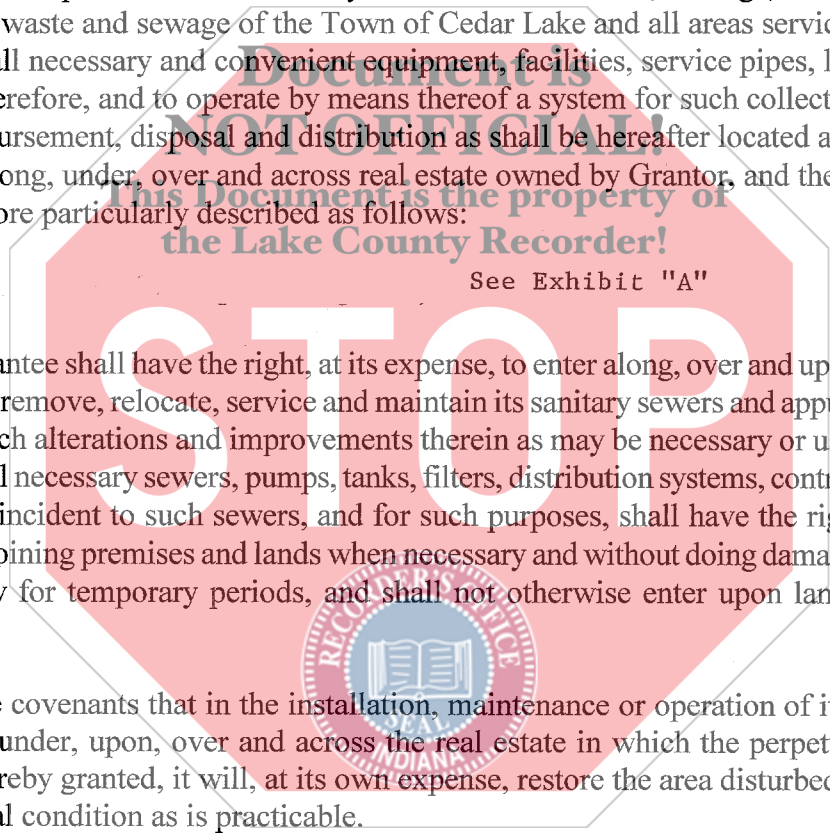 waste and sewage of the Town of Cedar Lake and all areas servic
ll necessary and convenient equipment, facilities, service pipes, l
Document is
erefore, and to operate by means thereof a system for such collect
NOT OFFICIAL!
ursement, disposal and distribution as shall be hereafter located a
ong, under, over and across real estate owned by Grantor, and the
This Document is the property of
ore particularly described as follows:
the Lake County Recorder!
See Exhibit "A"
STOP
antee shall have the right, at its expense, to enter along, over and up
remove, relocate, service and maintain its sanitary sewers and appu
ch alterations and improvements therein as may be necessary or u
l necessary sewers, pumps, tanks, filters, distribution systems, contr
incident to such sewers, and for such purposes, shall have the rig
oining premises and lands when necessary and without doing dama
y for temporary periods, and shall not otherwise enter upon lan
RECORDER'S OFFICE
SEAL
INDIANA
e covenants that in the installation, maintenance or operation of i
under, upon, over and across the real estate in which the perpet
reby granted, it will, at its own expense, restore the area disturbed
al condition as is practicable.